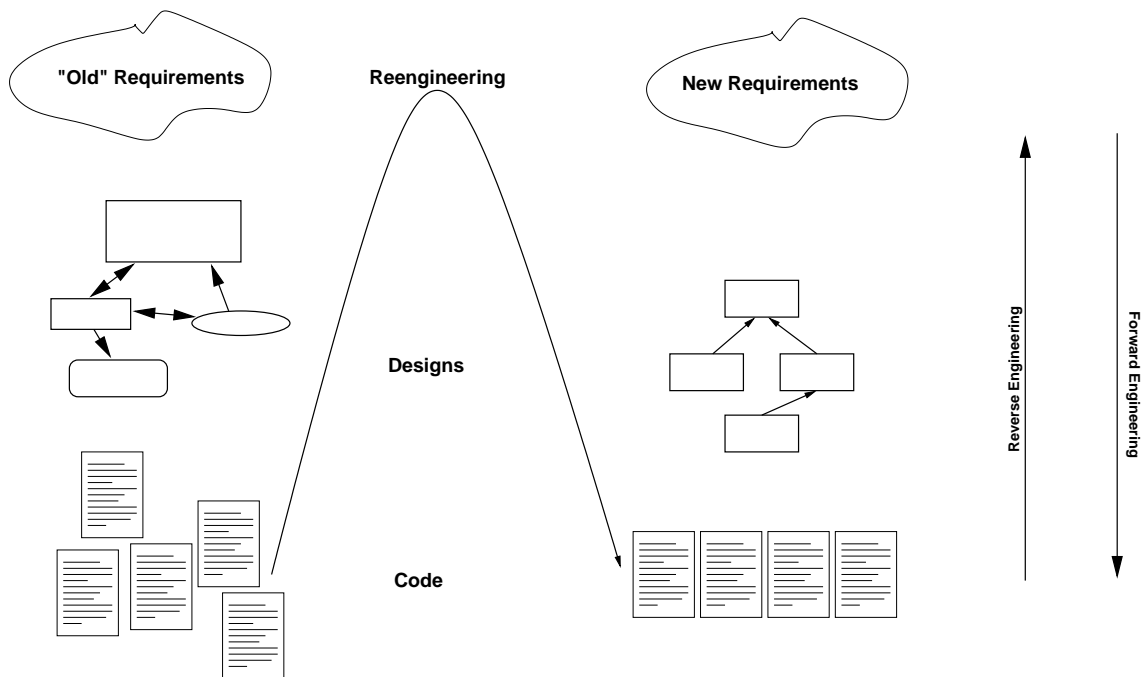 "Old" Requirements
Reengineering
New Requirements
Designs
Code
Reverse Engineering
Forward Engineering